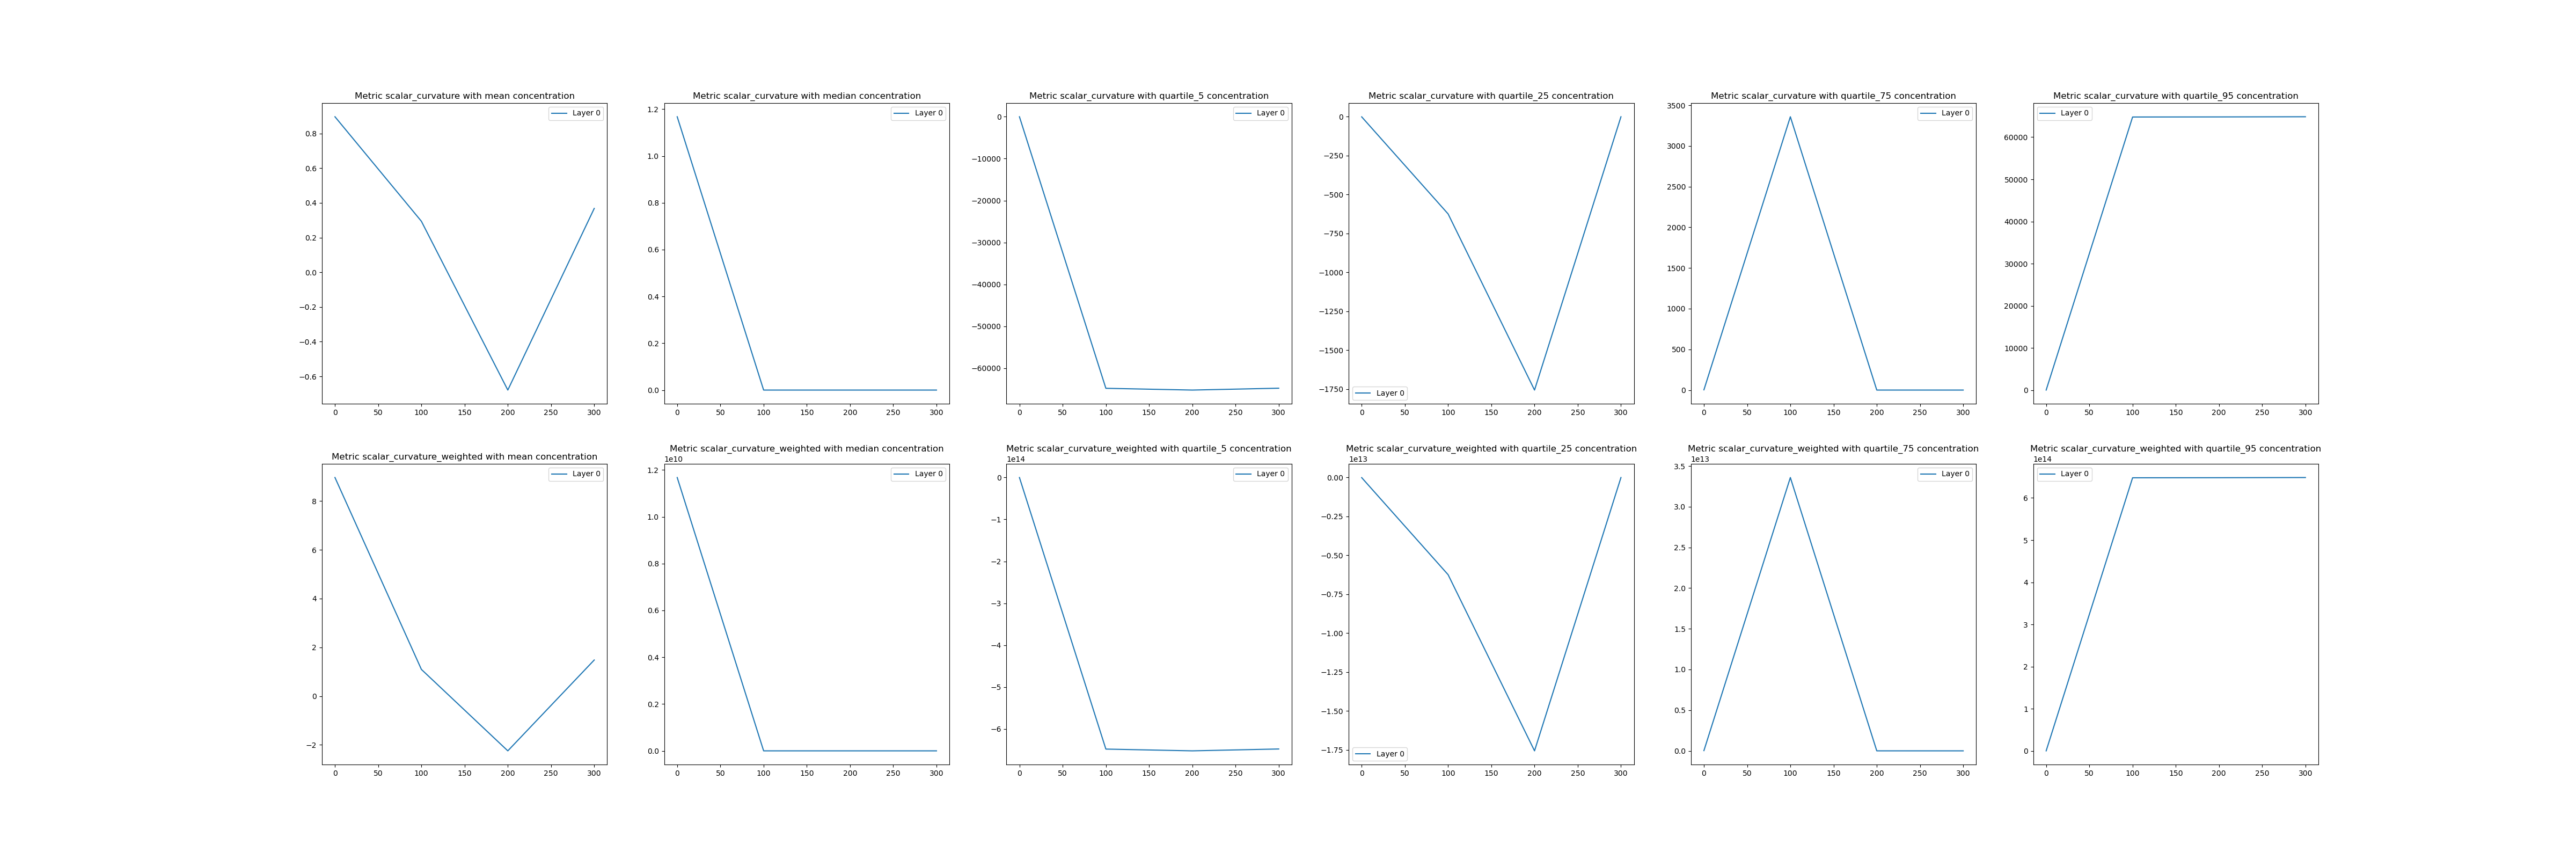 Metric scalar_curvature with mean concentration
Layer 0
0.8
0.6
0.4
0.2
0.0
−0.2
−0.4
−0.6
0 50 100 150 200 250 300
Metric scalar_curvature with median concentration
Layer 0
1.2
1.0
0.8
0.6
0.4
0.2
0.0
0 50 100 150 200 250 300
Metric scalar_curvature with quartile_5 concentration
Layer 0
0
−10000
−20000
−30000
−40000
−50000
−60000
0 50 100 150 200 250 300
Metric scalar_curvature with quartile_25 concentration
0
−250
−500
−750
−1000
−1250
−1500
−1750
Layer 0
0 50 100 150 200 250 300
Metric scalar_curvature with quartile_75 concentration
Layer 0
3500
3000
2500
2000
1500
1000
500
0
0 50 100 150 200 250 300
Metric scalar_curvature with quartile_95 concentration
Layer 0
60000
50000
40000
30000
20000
10000
0
0 50 100 150 200 250 300
Metric scalar_curvature_weighted with mean concentration
Layer 0
8
6
4
2
0
−2
0 50 100 150 200 250 300
Metric scalar_curvature_weighted with median concentration
1e10
Layer 0
1.2
1.0
0.8
0.6
0.4
0.2
0.0
0 50 100 150 200 250 300
Metric scalar_curvature_weighted with quartile_5 concentration
1e14
Layer 0
0
−1
−2
−3
−4
−5
−6
0 50 100 150 200 250 300
Metric scalar_curvature_weighted with quartile_25 concentration
1e13
0.00
−0.25
−0.50
−0.75
−1.00
−1.25
−1.50
−1.75
Layer 0
0 50 100 150 200 250 300
Metric scalar_curvature_weighted with quartile_75 concentration
1e13
Layer 0
3.5
3.0
2.5
2.0
1.5
1.0
0.5
0.0
0 50 100 150 200 250 300
Metric scalar_curvature_weighted with quartile_95 concentration
1e14
Layer 0
6
5
4
3
2
1
0
0 50 100 150 200 250 300